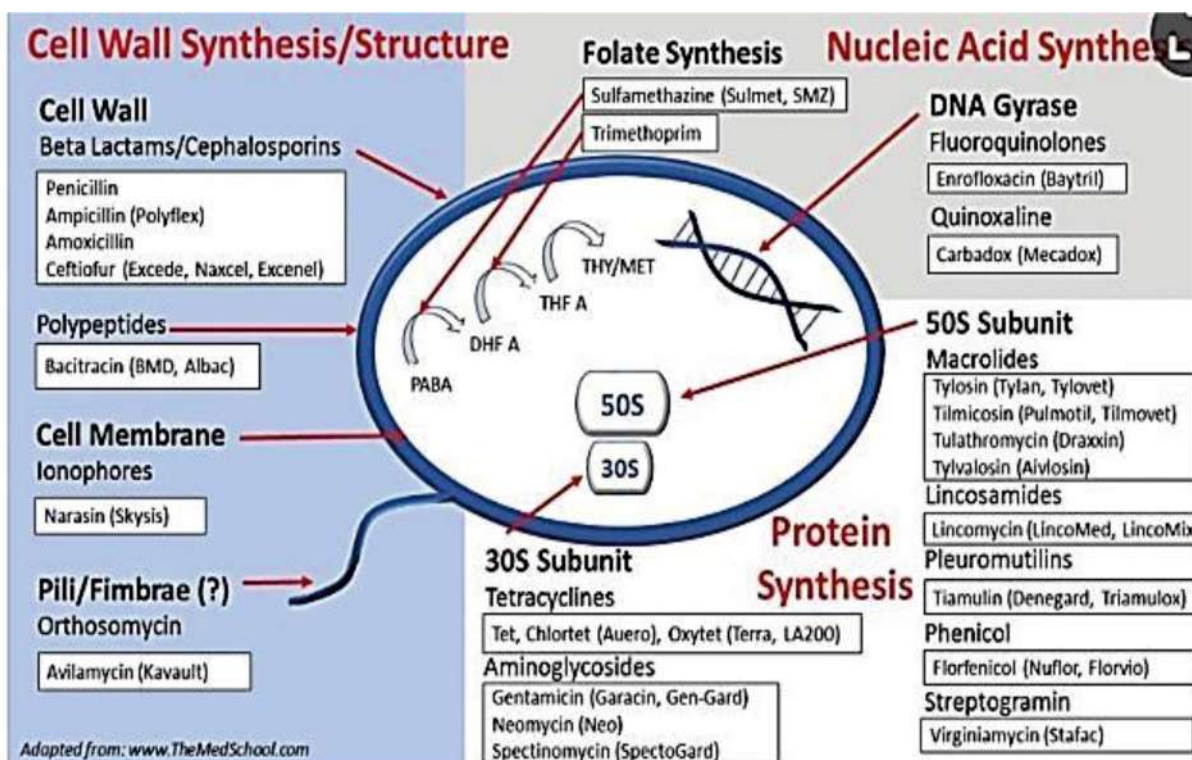 Cell Wall Synthesis/Structure
Cell Wall
Beta Lactams/Cephalosporins
Penicillin
Ampicillin (Polyflex)
Amoxicillin
Ceftiofur (Excede, Naxcel, Excenel)
Polypeptides
Bacitracin (BMD, Albac)
Cell Membrane
Ionophores
Narasin (Skysis)
Pili/Fimbrae (?)
Orthosomycin
Avilamycin (Kavault)
Adapted from: www.TheMedSchool.com
Folate Synthesis
Sulfamethazine (Sulmet, SMZ)
Trimethoprim
PABA
DHF A
THF A
THY/MET
50S
30S
30S Subunit
Tetracyclines
Tet, Chlortet (Auero), Oxytet (Terra, LA200)
Aminoglycosides
Gentamicin (Garacin, Gen-Gard)
Neomycin (Neo)
Spectinomycin (SpectoGard)
Nucleic Acid Synthes
DNA Gyrase
Fluoroquinolones
Enrofloxacin (Baytril)
Quinoxaline
Carbadox (Mecadox)
50S Subunit
Macrolides
Tylosin (Tylan, Tylovet)
Tilmicosin (Pulmotil, Tilmovet)
Tulathromycin (Draxxin)
Tylvalosin (Aivlosin)
Lincosamides
Lincomycin (LincoMed, LincoMix
Pleuromutilins
Tiamulin (Denegard, Triamulox)
Phenicol
Florfenicol (Nuflor, Florvio)
Streptogramin
Virginiamycin (Stafac)
Protein
Synthesis